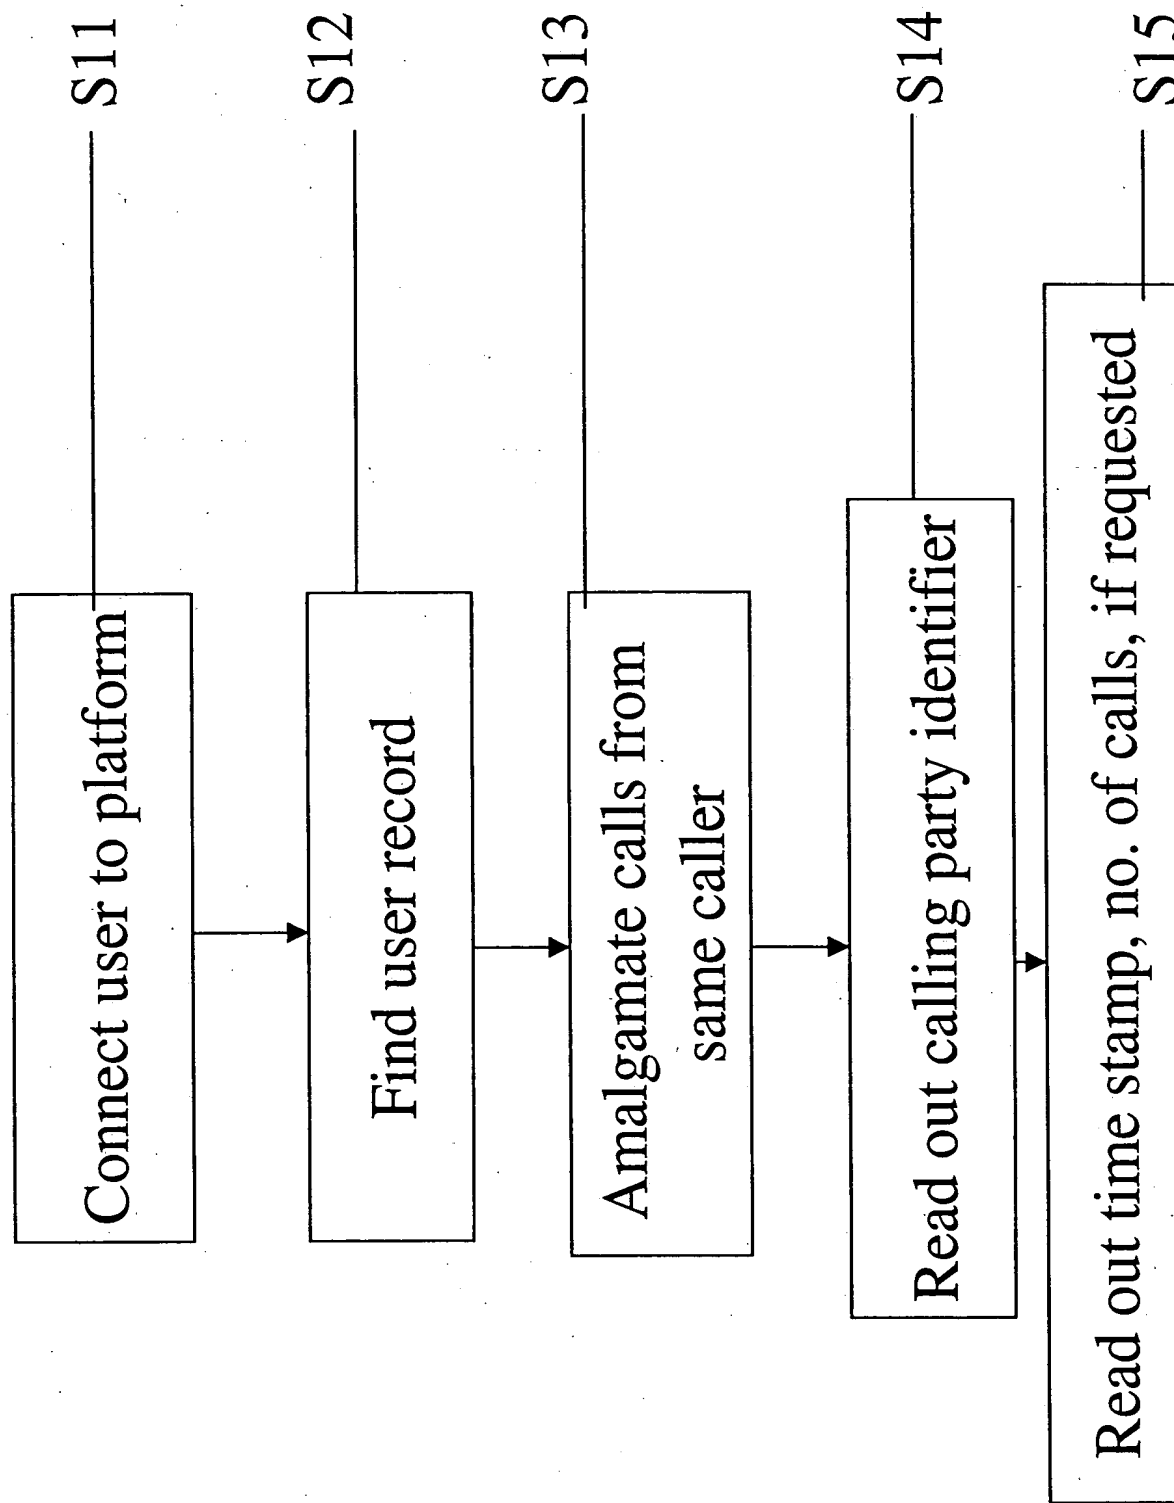 Connect user to platform
S11
Find user record
S12
Amalgamate calls from
same caller
S13
Read out calling party identifier
S14
Read out time stamp, no. of calls, if requested
S15